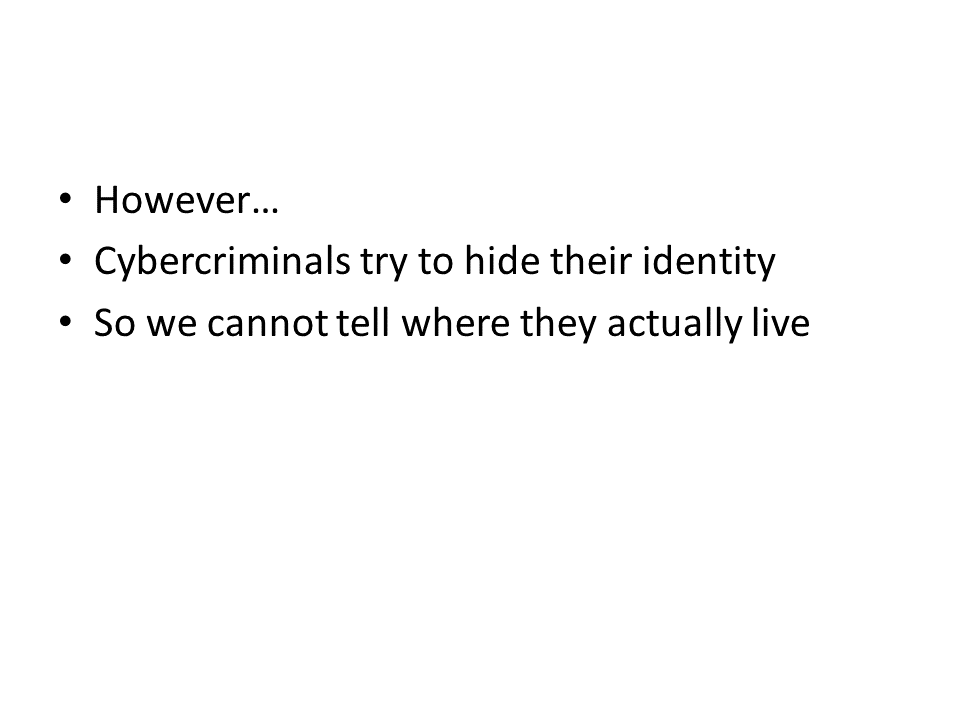 • However…
• Cybercriminals try to hide their identity
• So we cannot tell where they actually live